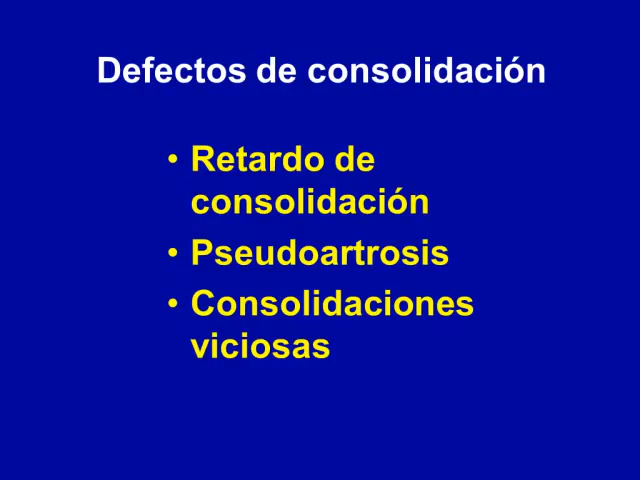 Defectos de consolidación
• Retardo de
consolidación
• Pseudoartrosis
• Consolidaciones
viciosas